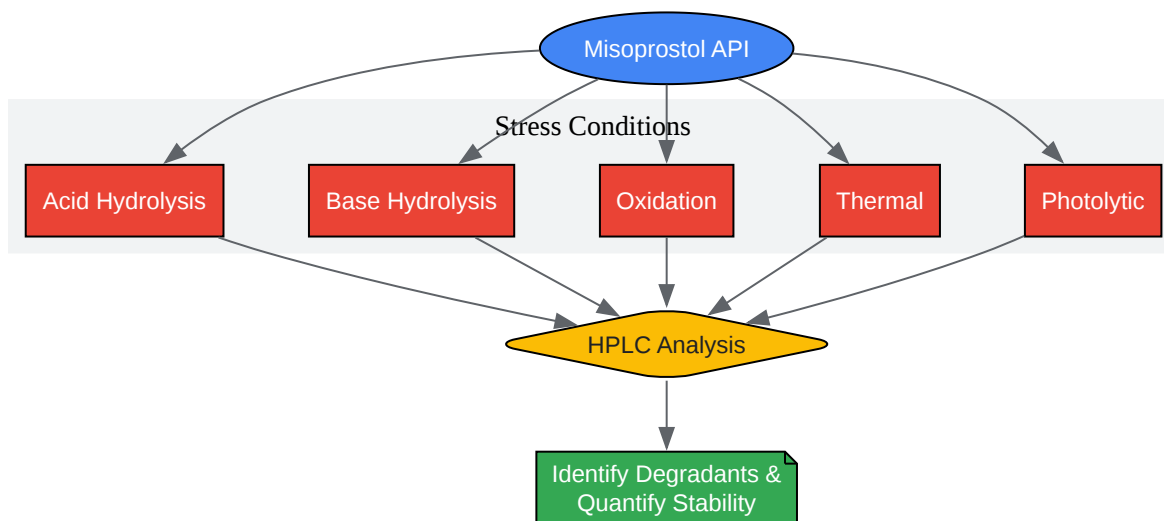 Misoprostol API
Stress Conditions
Acid Hydrolysis
Base Hydrolysis
Oxidation
Thermal
Photolytic
HPLC Analysis
Identify Degradants &
Quantify Stability